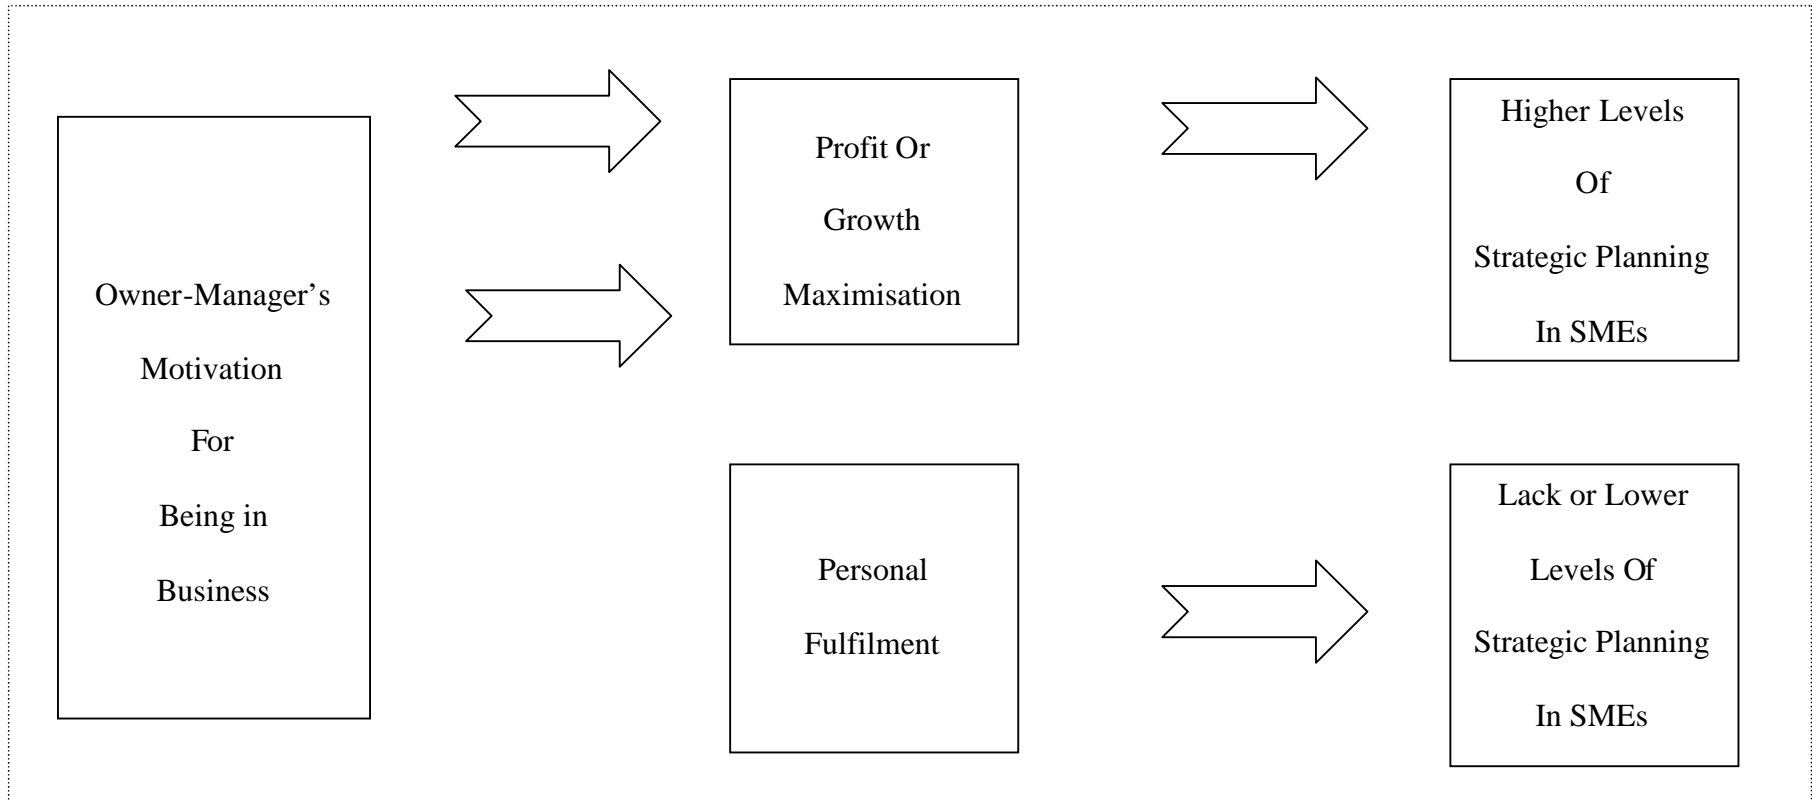 Owner-Manager’s
Motivation
For
Being in
Business
Profit Or
Growth
Maximisation
Higher Levels
Of
Strategic Planning
In SMEs
Personal
Fulfilment
Lack or Lower
Levels Of
Strategic Planning
In SMEs